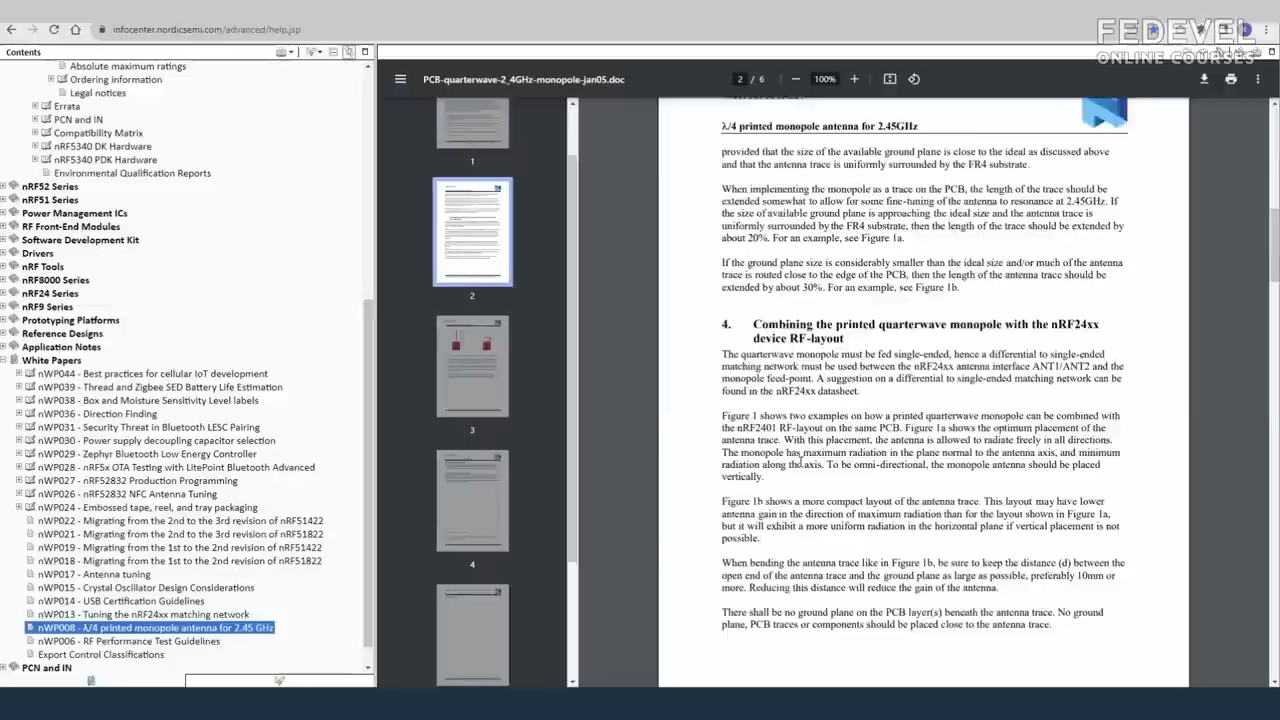 infocenter.nordicsemi.com/advanced/help.jsp
FEDEVEL
ONLINE COURSES
Contents
Absolute maximum ratings
Ordering information
Legal notices
Errata
PCN and IN
Compatibility Matrix
nRF5340 DK Hardware
nRF5340 PDK Hardware
Environmental Qualification Reports
nRF52 Series
nRF51 Series
Power Management ICs
RF Front-End Modules
Software Development Kit
Drivers
nRF Tools
nRF8000 Series
nRF24 Series
nRF9 Series
Prototyping Platforms
Reference Designs
Application Notes
White Papers
nWP044 - Best practices for cellular IoT development
nWP039 - Thread and Zigbee SED Battery Life Estimation
nWP038 - Box and Moisture Sensitivity Level labels
nWP036 - Direction Finding
nWP031 - Security Threat in Bluetooth LESC Pairing
nWP030 - Power supply decoupling capacitor selection
nWP029 - Zephyr Bluetooth Low Energy Controller
nWP028 - nRF5x OTA Testing with LitePoint Bluetooth Advanced
nWP027 - nRF52832 Production Programming
nWP026 - nRF52832 NFC Antenna Tuning
nWP024 - Embossed tape, reel, and tray packaging
nWP022 - Migrating from the 2nd to the 3rd revision of nRF51422
nWP021 - Migrating from the 2nd to the 3rd revision of nRF51822
nWP019 - Migrating from the 1st to the 2nd revision of nRF51422
nWP018 - Migrating from the 1st to the 2nd revision of nRF51822
nWP017 - Antenna tuning
nWP015 - Crystal Oscillator Design Considerations
nWP014 - USB Certification Guidelines
nWP013 - Tuning the nRF24xx matching network
nWP008 - λ/4 printed monopole antenna for 2.45 GHz
nWP006 - RF Performance Test Guidelines
Export Control Classifications
PCN and IN
PCB-quarterwave-2_4GHz-monopole-jan05.doc
2 / 6
100%
1
2
3
4
λ/4 printed monopole antenna for 2.45GHz
provided that the size of the available ground plane is close to the ideal as discussed above
and that the antenna trace is uniformly surrounded by the FR4 substrate.
When implementing the monopole as a trace on the PCB, the length of the trace should be
extended somewhat to allow for some fine-tuning of the antenna to resonance at 2.45GHz. If
the size of available ground plane is approaching the ideal size and the antenna trace is
uniformly surrounded by the FR4 substrate, then the length of the trace should be extended by
about 20%. For an example, see Figure 1a.
If the ground plane size is considerably smaller than the ideal size and/or much of the antenna
trace is routed close to the edge of the PCB, then the length of the antenna trace should be
extended by about 30%. For an example, see Figure 1b.
4. Combining the printed quarterwave monopole with the nRF24xx
device RF-layout
The quarterwave monopole must be fed single-ended, hence a differential to single-ended
matching network must be used between the nRF24xx antenna interface ANT1/ANT2 and the
monopole feed-point. A suggestion on a differential to single-ended matching network can be
found in the nRF24xx datasheet.
Figure 1 shows two examples on how a printed quarterwave monopole can be combined with
the nRF2401 RF-layout on the same PCB. Figure 1a shows the optimum placement of the
antenna trace. With this placement, the antenna is allowed to radiate freely in all directions.
The monopole has maximum radiation in the plane normal to the antenna axis, and minimum
radiation along the axis. To be omni-directional, the monopole antenna should be placed
vertically.
Figure 1b shows a more compact layout of the antenna trace. This layout may have lower
antenna gain in the direction of maximum radiation than for the layout shown in Figure 1a,
but it will exhibit a more uniform radiation in the horizontal plane if vertical placement is not
possible.
When bending the antenna trace like in Figure 1b, be sure to keep the distance (d) between the
open end of the antenna trace and the ground plane as large as possible, preferably 10mm or
more. Reducing this distance will reduce the gain of the antenna.
There shall be no ground plane on the PCB layer(s) beneath the antenna trace. No ground
plane, PCB traces or components should be placed close to the antenna trace.